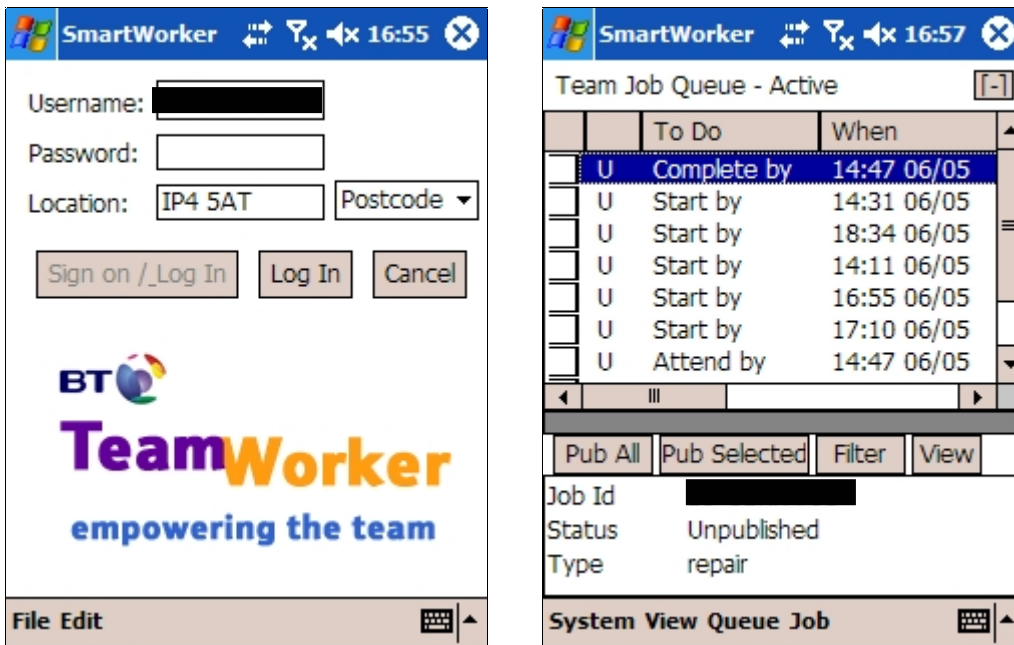 SmartWorker 16:55
Username:
Password:
Location: IP4 5AT Postcode
Sign on /_Log In Log In Cancel
BT
TeamWorker
empowering the team
File Edit
SmartWorker 16:57
Team Job Queue - Active [-]
To Do When
U Complete by 14:47 06/05
U Start by 14:31 06/05
U Start by 18:34 06/05
U Start by 14:11 06/05
U Start by 16:55 06/05
U Start by 17:10 06/05
U Attend by 14:47 06/05
Pub All Pub Selected Filter View
Job Id
Status Unpublished
Type repair
System View Queue Job